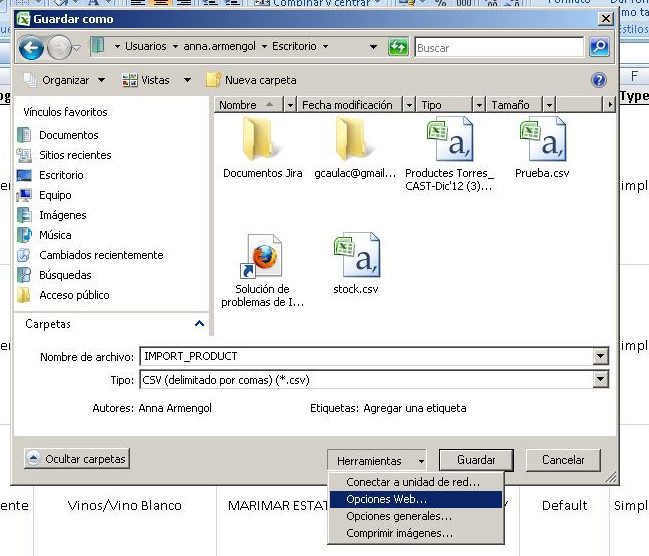 Combinar y centrar
%
000
Formato
Guardar como
Usuarios
anna.armengol
Escritorio
Buscar
Estilos
Organizar
Vistas
Nueva carpeta
F
Vínculos favoritos
Nombre
Fecha modificación
Tipo
Tamaño
Type
Documentos
Sitios recientes
Escritorio
Equipo
Imágenes
Música
Cambiados recientemente
Búsquedas
Acceso público
Documentos Jira
gcaulac@gmail...
Productes Torres_
CAST-Dic'12 (3)...
Prueba.csv
Solución de
problemas de I...
stock.csv
Carpetas
Nombre de archivo:
IMPORT_PRODUCT
Tipo:
CSV (delimitado por comas) (*.csv)
Autores: Anna Armengol
Etiquetas: Agregar una etiqueta
Ocultar carpetas
Herramientas
Guardar
Cancelar
Conectar a unidad de red...
Opciones Web...
Opciones generales...
Comprimir imágenes...
Vinos/Vino Blanco
MARIMAR ESTAT
Default
Simpl